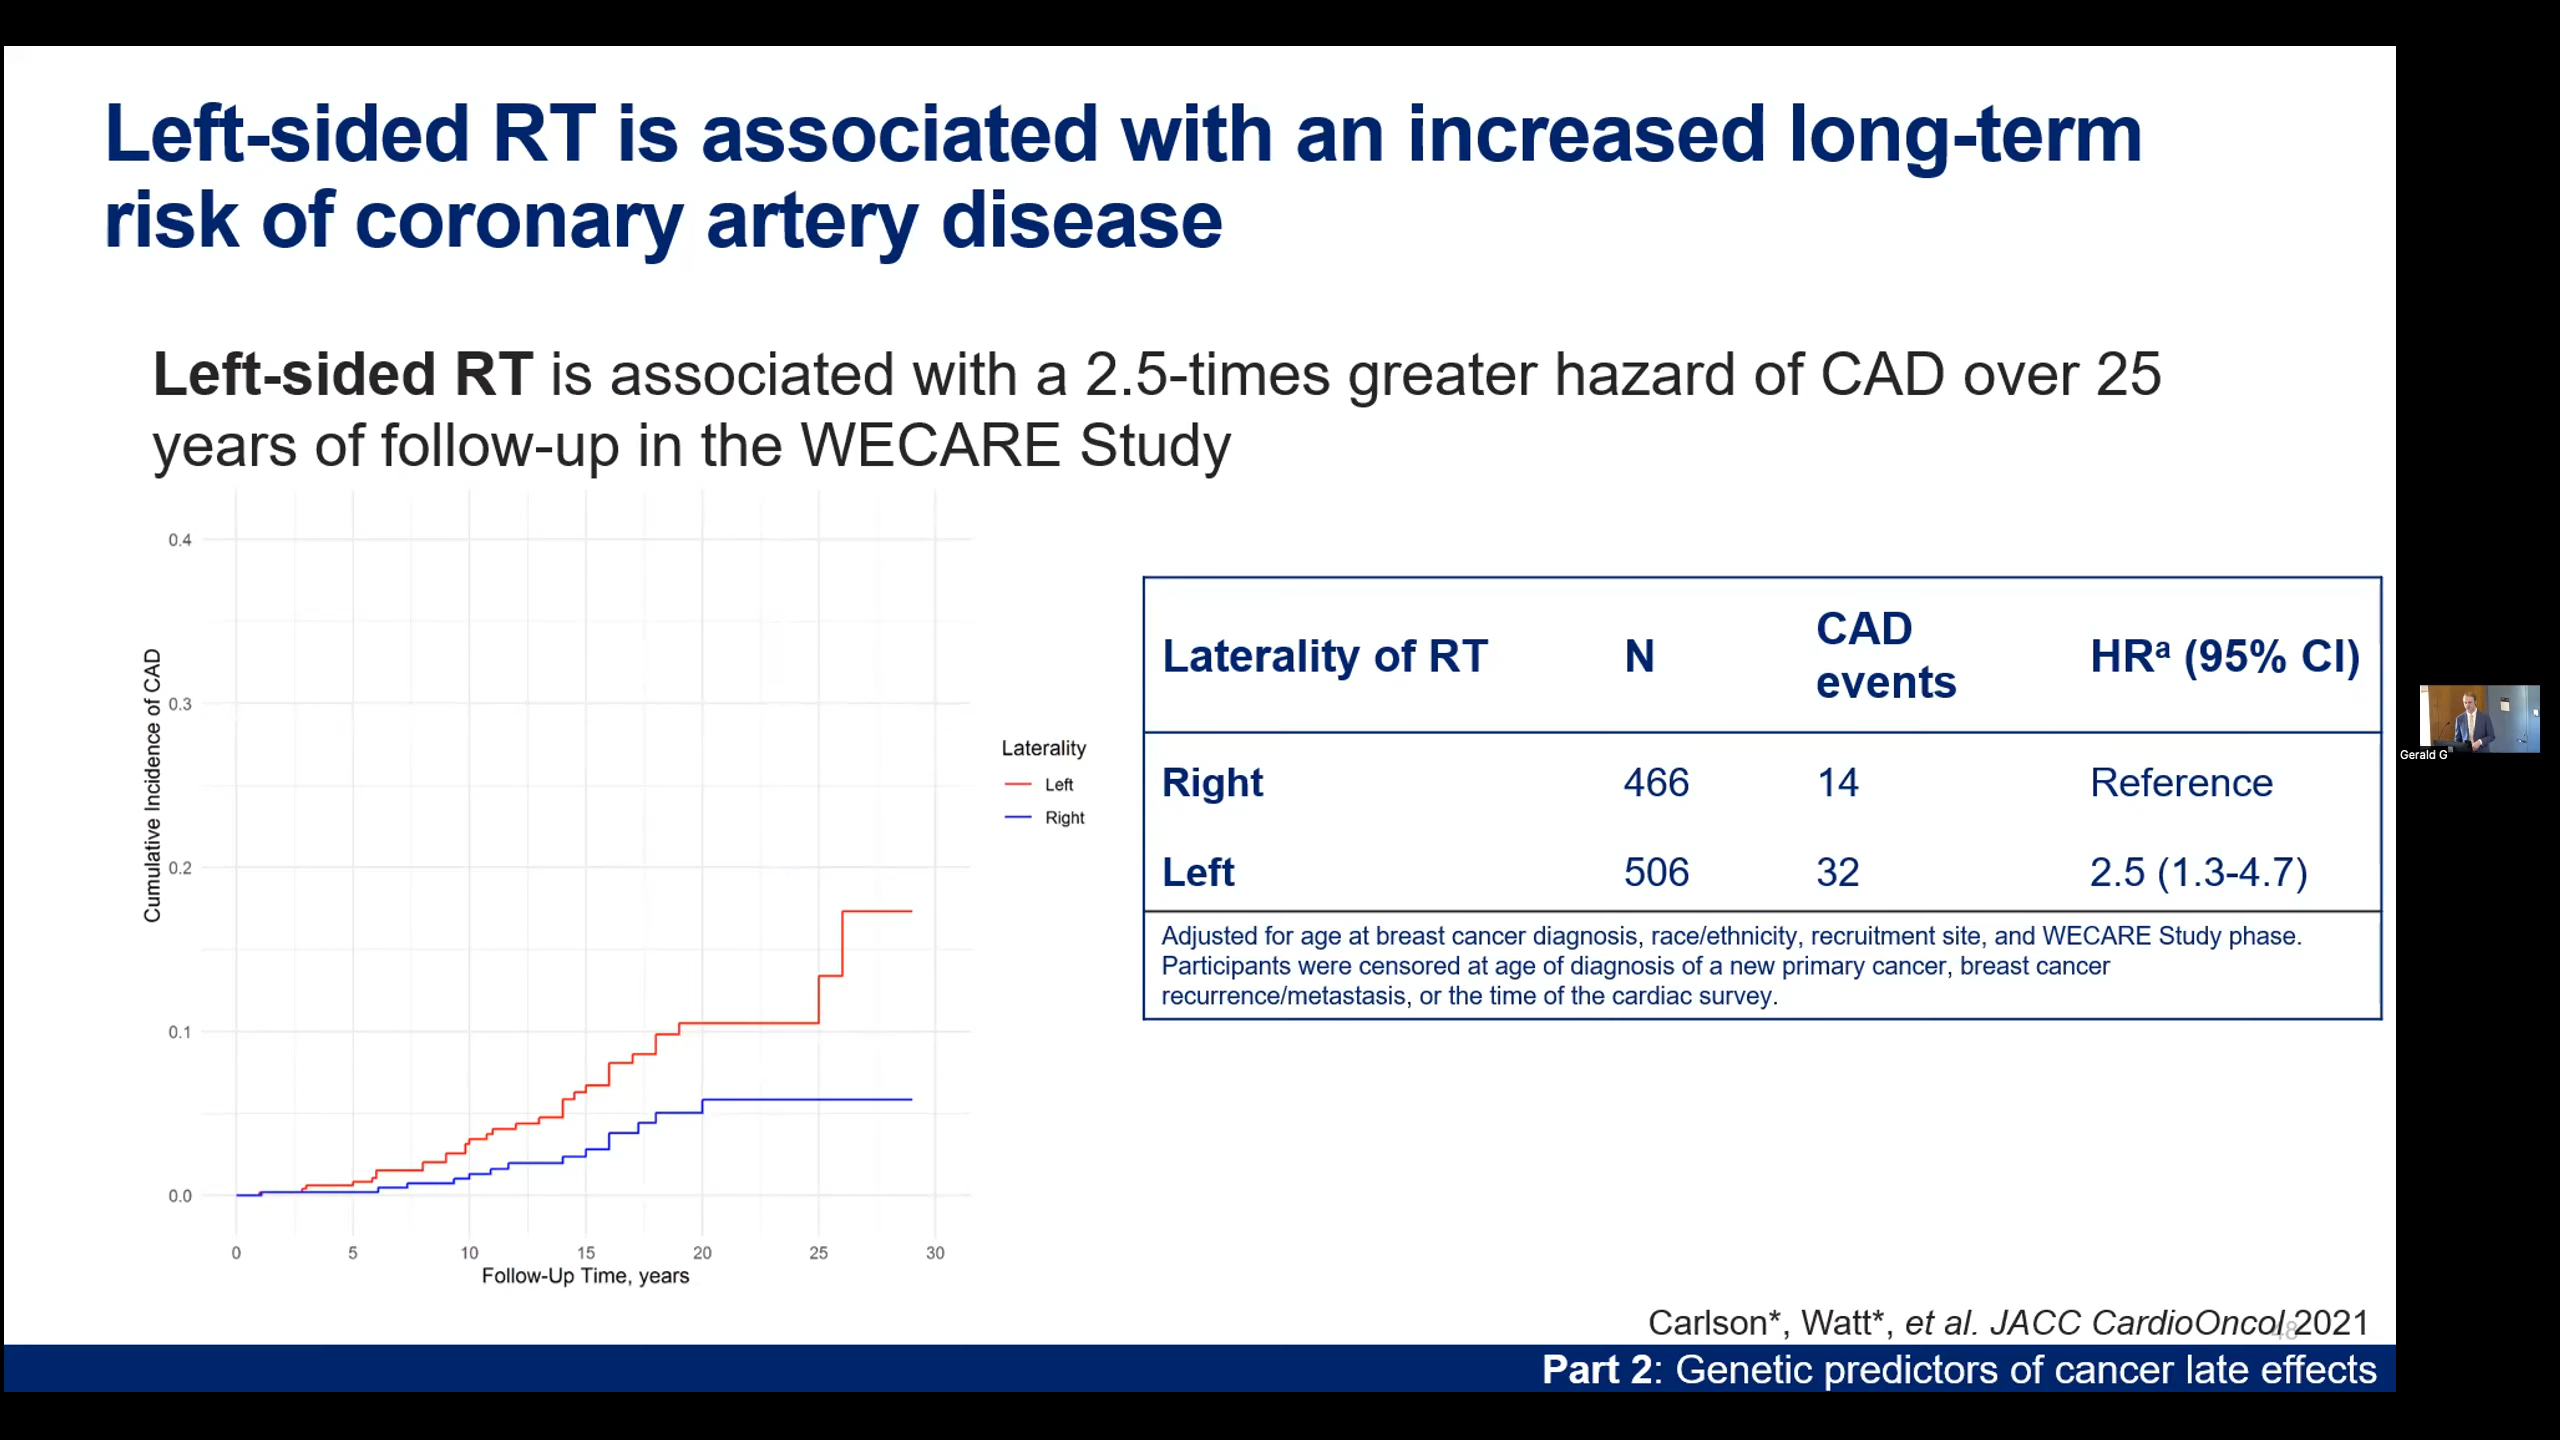 Left-sided RT is associated with an increased long-term
risk of coronary artery disease
Left-sided RT is associated with a 2.5-times greater hazard of CAD over 25
years of follow-up in the WECARE Study
Cumulative Incidence of CAD
0.4
0.3
0.2
0.1
0.0
0 5 10 15 20 25 30
Follow-Up Time, years
Laterality
Left
Right
Laterality of RT N CAD events HRᵃ (95% CI)
Right 466 14 Reference
Left 506 32 2.5 (1.3-4.7)
Adjusted for age at breast cancer diagnosis, race/ethnicity, recruitment site, and WECARE Study phase.
Participants were censored at age of diagnosis of a new primary cancer, breast cancer
recurrence/metastasis, or the time of the cardiac survey.
Gerald G
Carlson*, Watt*, et al. JACC CardioOncol 2021
48
Part 2: Genetic predictors of cancer late effects